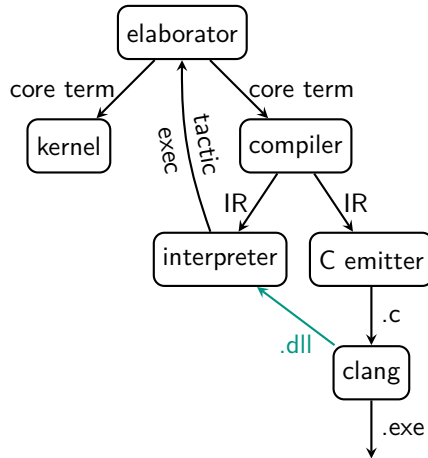 elaborator
core term
core term
tactic
exec
kernel
compiler
IR
IR
interpreter
C emitter
.c
.dll
clang
.exe